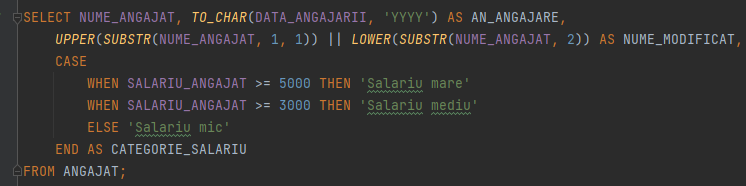 SELECT NUME_ANGAJAT, TO_CHAR(DATA_ANGAJARII, 'YYYY') AS AN_ANGAJARE,
UPPER(SUBSTR(NUME_ANGAJAT, 1, 1)) || LOWER(SUBSTR(NUME_ANGAJAT, 2)) AS NUME_MODIFICAT,
CASE
WHEN SALARIU_ANGAJAT >= 5000 THEN 'Salariu mare'
WHEN SALARIU_ANGAJAT >= 3000 THEN 'Salariu mediu'
ELSE 'Salariu mic'
END AS CATEGORIE_SALARIU
FROM ANGAJAT;